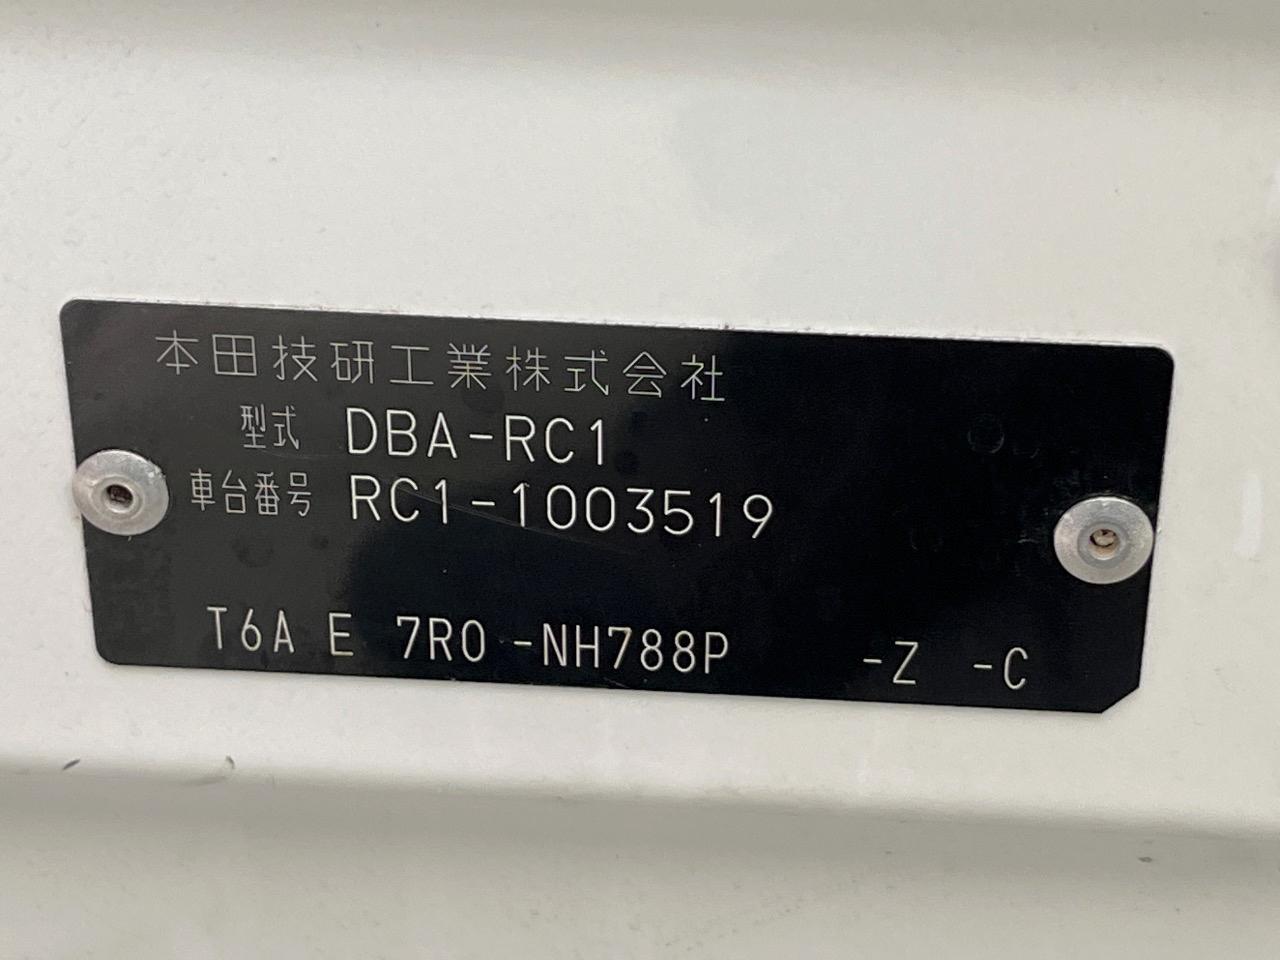 本田技研工業株式会社
型式 DBA-RC1
車台番号 RC1-1003519
T6A E 7R0 -NH788P -Z -C